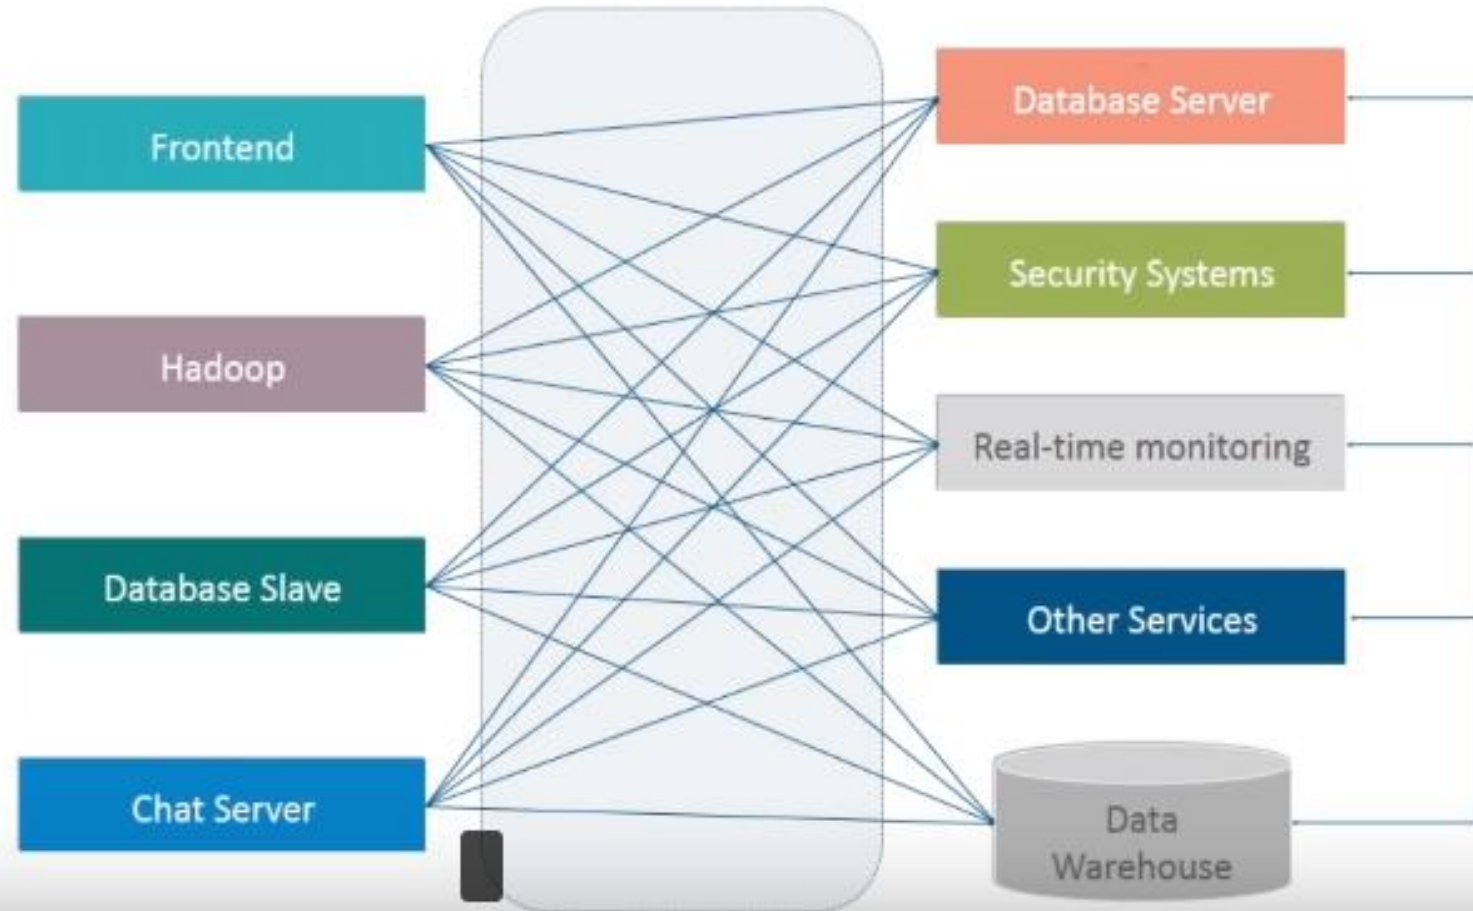 Frontend
Hadoop
Database Slave
Chat Server
Database Server
Security Systems
Real-time monitoring
Other Services
Data
Warehouse